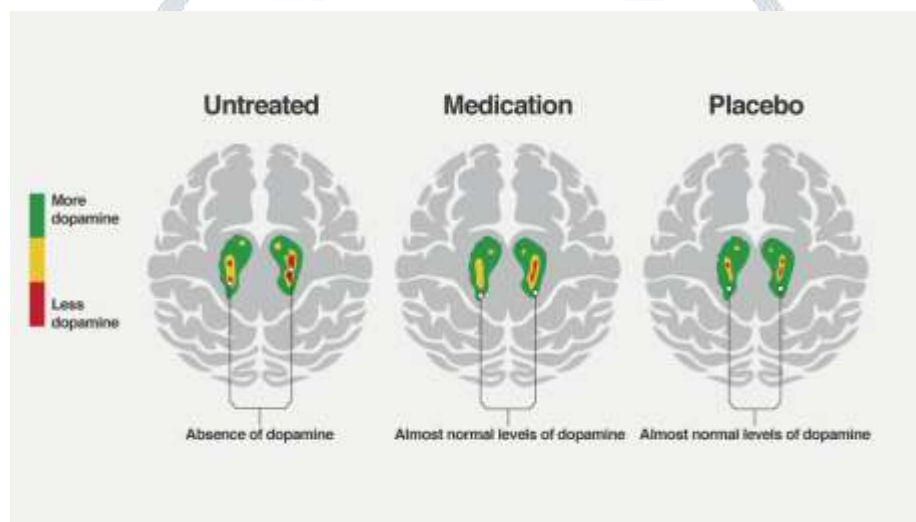 Untreated
Medication
Placebo
More
dopamine
Less
dopamine
Absence of dopamine
Almost normal levels of dopamine
Almost normal levels of dopamine